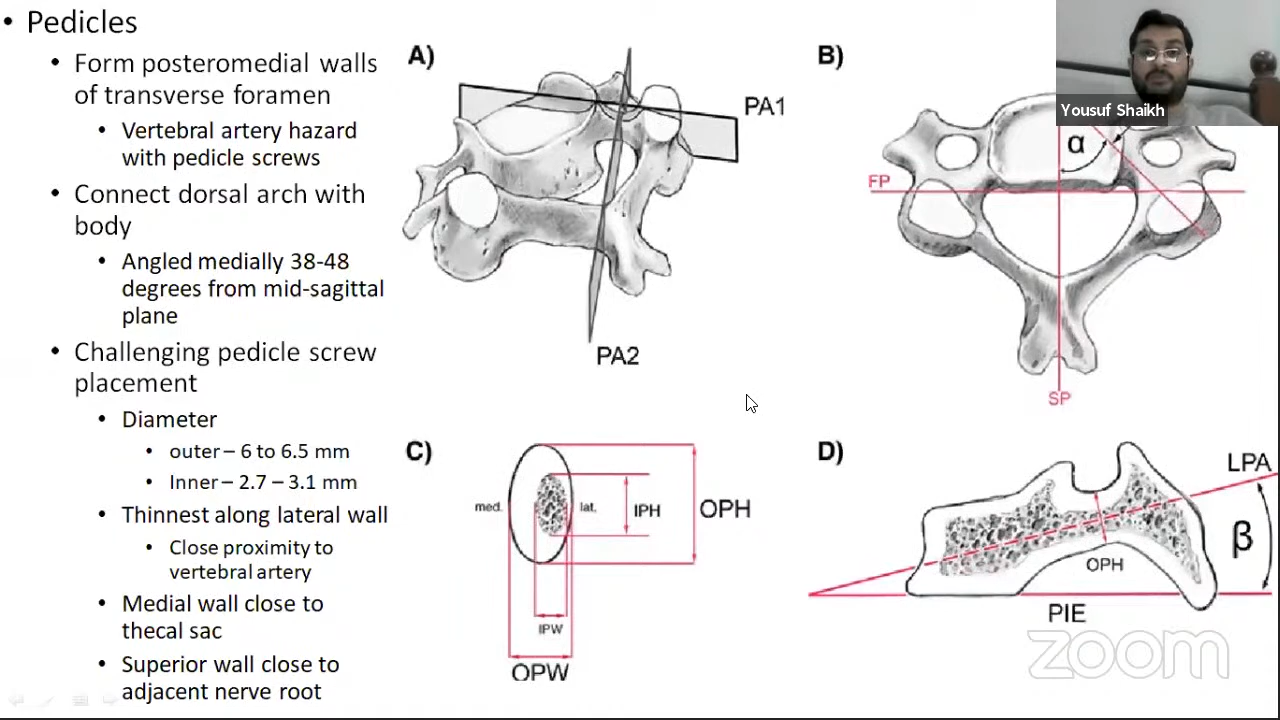 • Pedicles
• Form posteromedial walls
of transverse foramen
• Vertebral artery hazard
with pedicle screws
• Connect dorsal arch with
body
• Angled medially 38-48
degrees from mid-sagittal
plane
• Challenging pedicle screw
placement
• Diameter
• outer – 6 to 6.5 mm
• Inner – 2.7 – 3.1 mm
• Thinnest along lateral wall
• Close proximity to
vertebral artery
• Medial wall close to
thecal sac
• Superior wall close to
adjacent nerve root
A)
PA1
PA2
B)
Yousuf Shaikh
α
FP
SP
C)
med.
lat.
IPH
OPH
IPW
OPW
D)
LPA
β
OPH
PIE
zoom